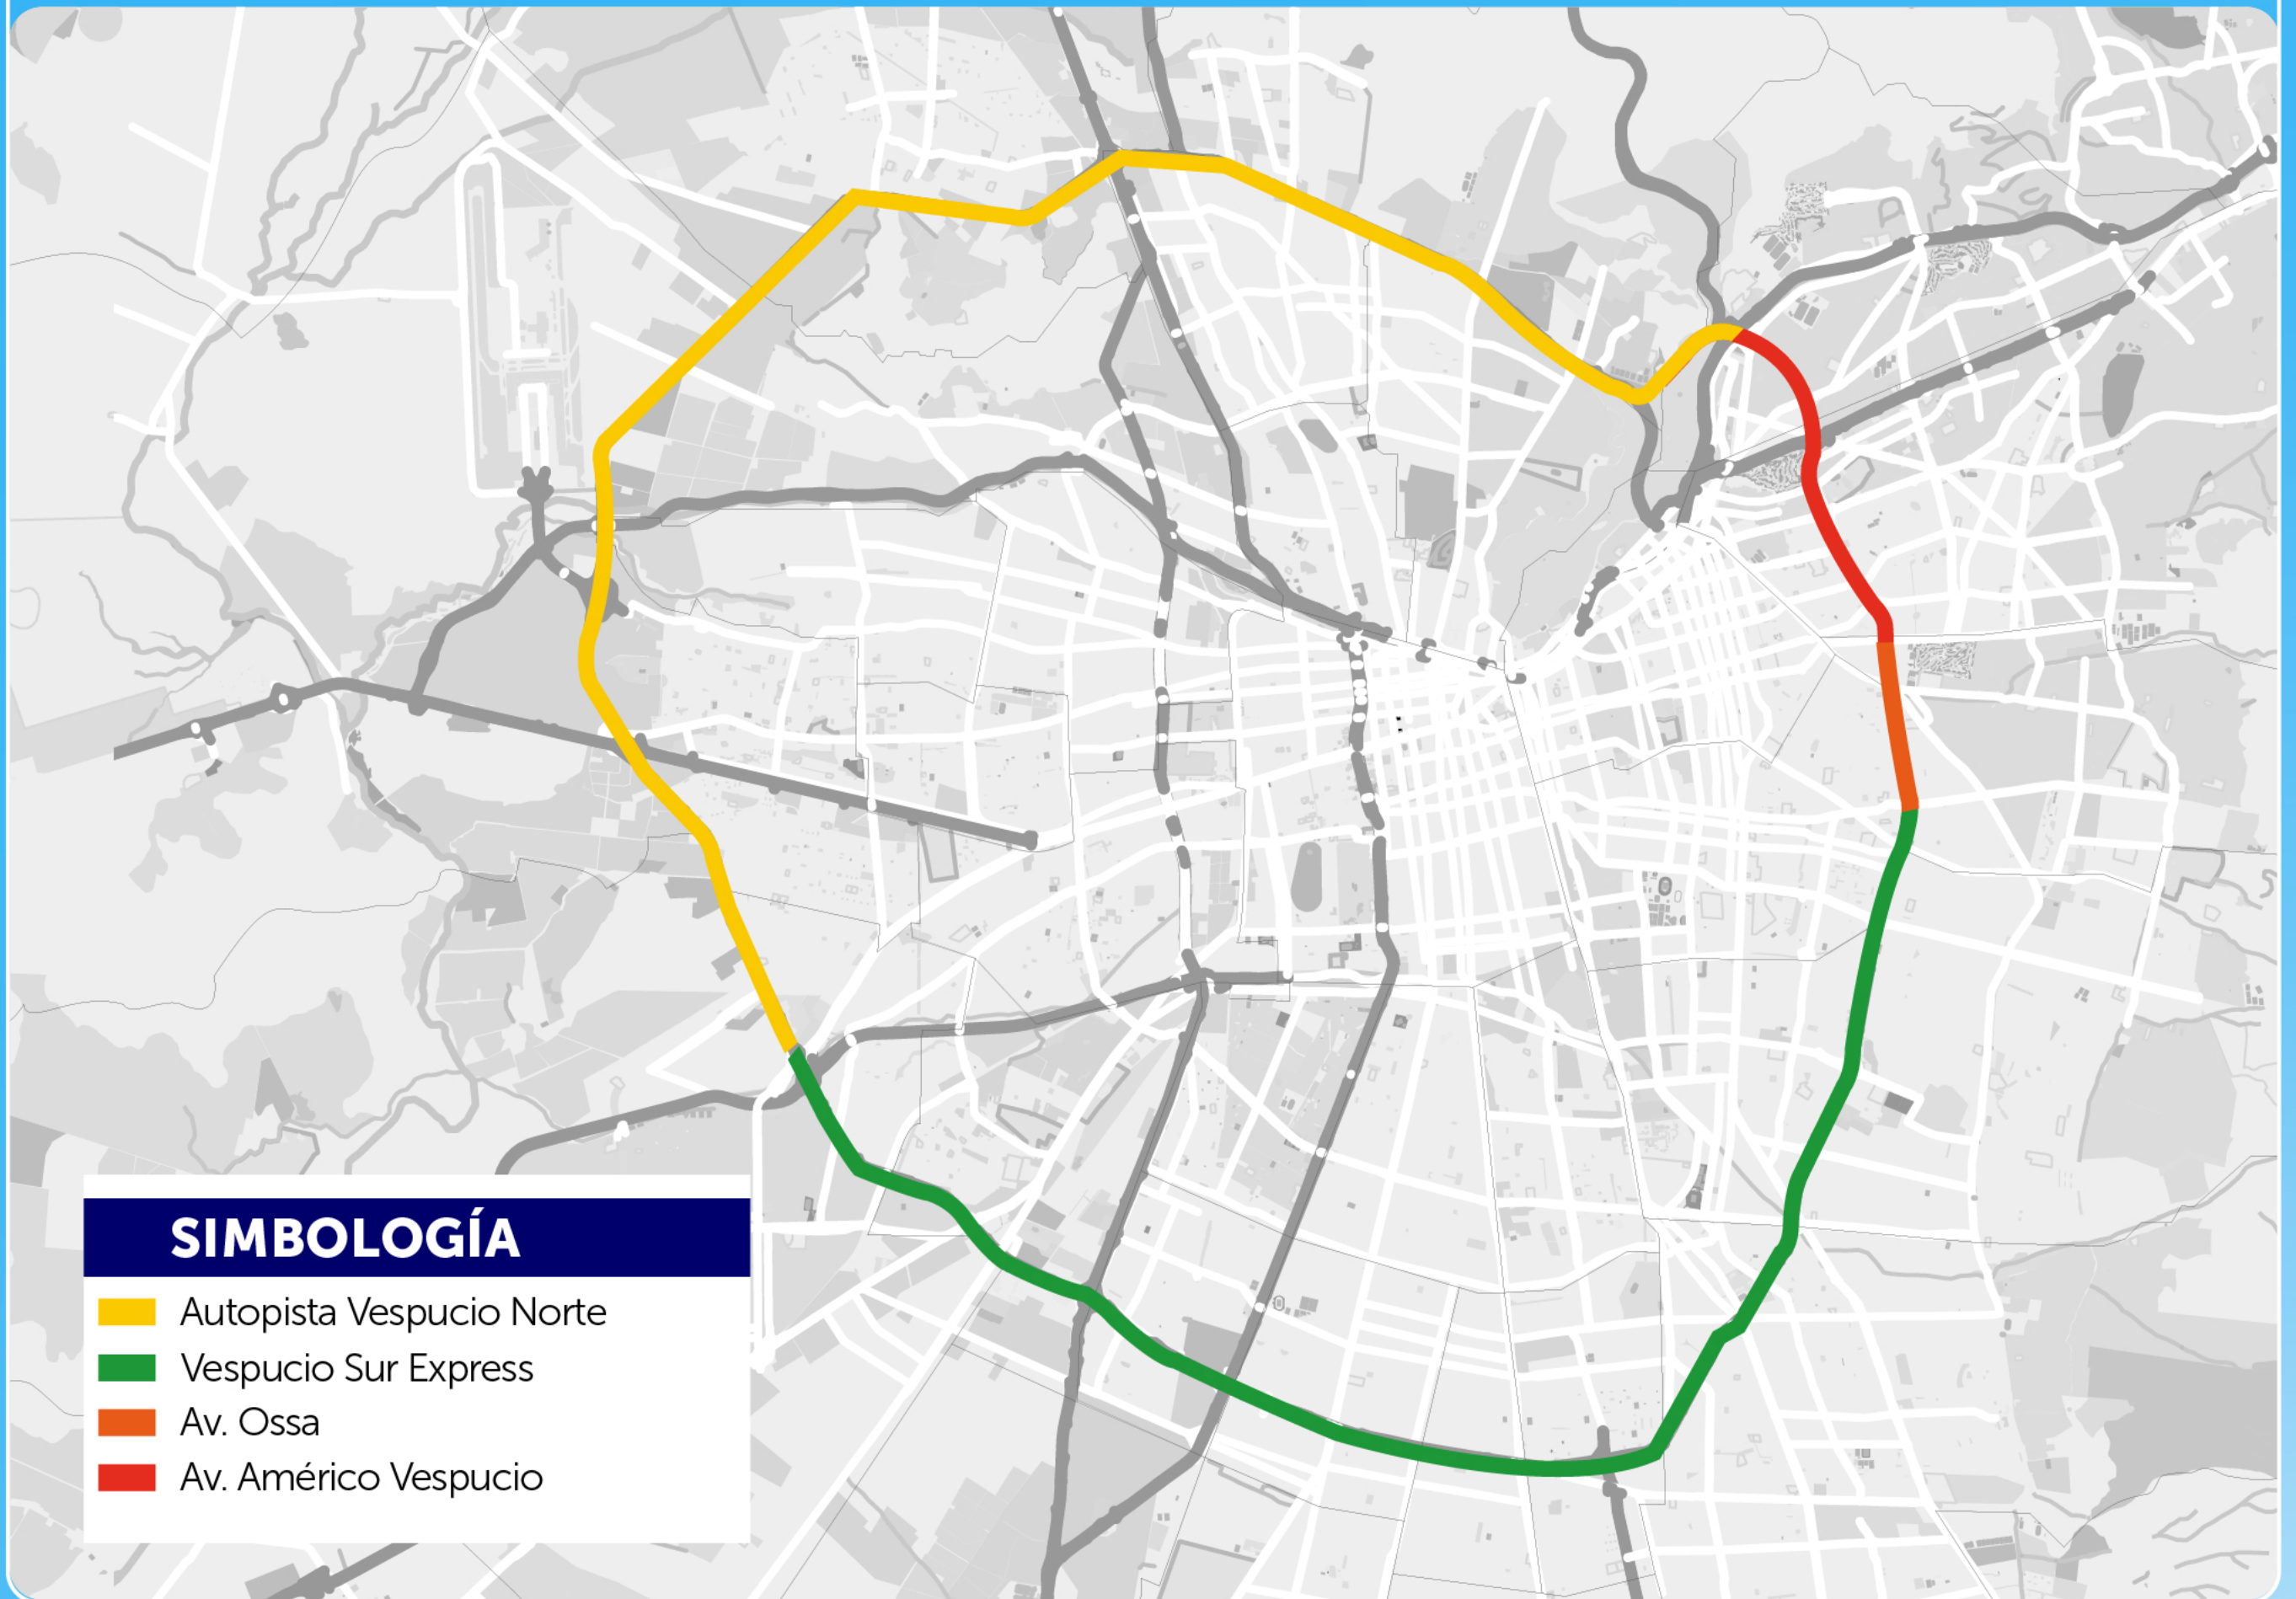 SIMBOLOGÍA
Autopista Vespucio Norte
Vespucio Sur Express
Av. Ossa
Av. Américo Vespucio